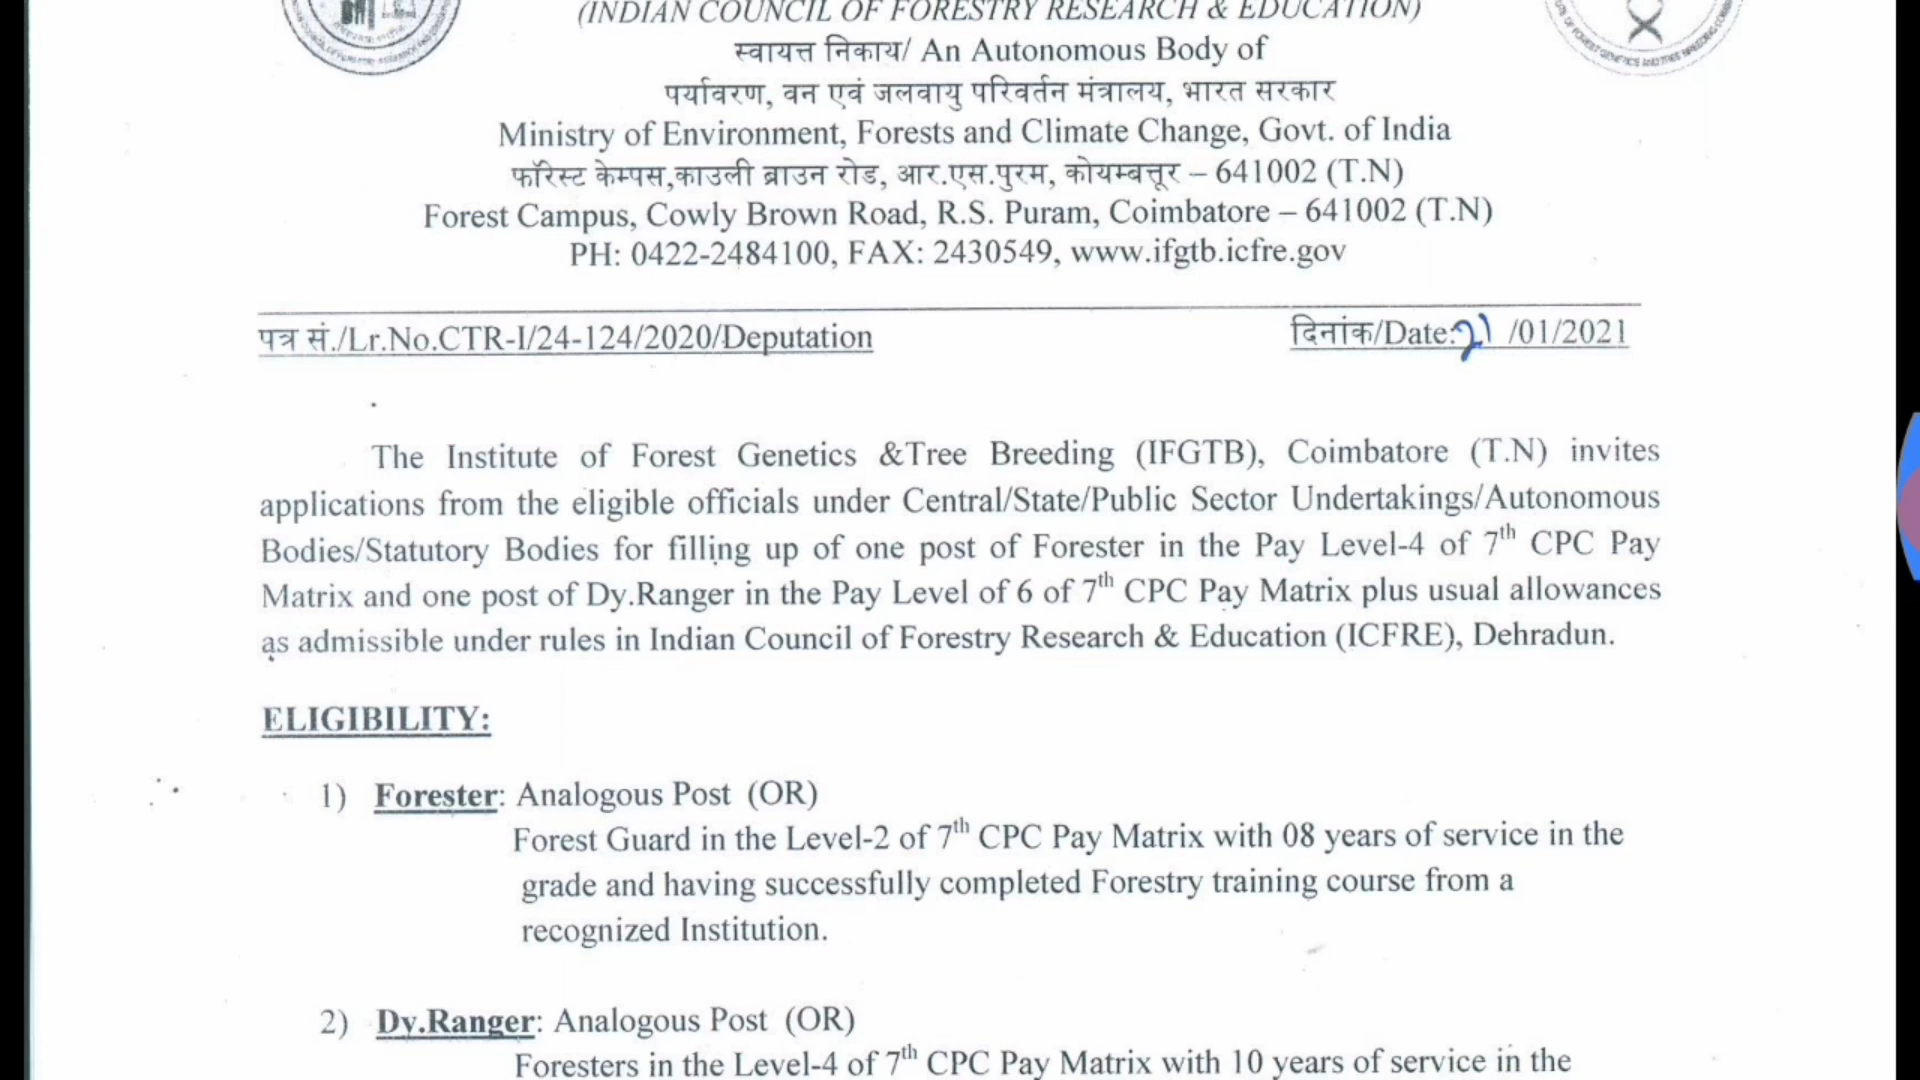 (INDIAN COUNCIL OF FORESTRY RESEARCH & EDUCATION)
स्वायत्त निकाय/ An Autonomous Body of
पर्यावरण, वन एवं जलवायु परिवर्तन मंत्रालय, भारत सरकार
Ministry of Environment, Forests and Climate Change, Govt. of India
फॉरेस्ट केम्पस,काउली ब्राउन रोड, आर.एस.पुरम, कोयम्बत्तूर – 641002 (T.N)
Forest Campus, Cowly Brown Road, R.S. Puram, Coimbatore – 641002 (T.N)
PH: 0422-2484100, FAX: 2430549, www.ifgtb.icfre.gov
पत्र सं./Lr.No.CTR-I/24-124/2020/Deputation दिनांक/Date:21 /01/2021
The Institute of Forest Genetics &Tree Breeding (IFGTB), Coimbatore (T.N) invites
applications from the eligible officials under Central/State/Public Sector Undertakings/Autonomous
Bodies/Statutory Bodies for filling up of one post of Forester in the Pay Level-4 of 7th CPC Pay
Matrix and one post of Dy.Ranger in the Pay Level of 6 of 7th CPC Pay Matrix plus usual allowances
as admissible under rules in Indian Council of Forestry Research & Education (ICFRE), Dehradun.
ELIGIBILITY:
1) Forester: Analogous Post (OR)
Forest Guard in the Level-2 of 7th CPC Pay Matrix with 08 years of service in the
grade and having successfully completed Forestry training course from a
recognized Institution.
2) Dy.Ranger: Analogous Post (OR)
Foresters in the Level-4 of 7th CPC Pay Matrix with 10 years of service in the